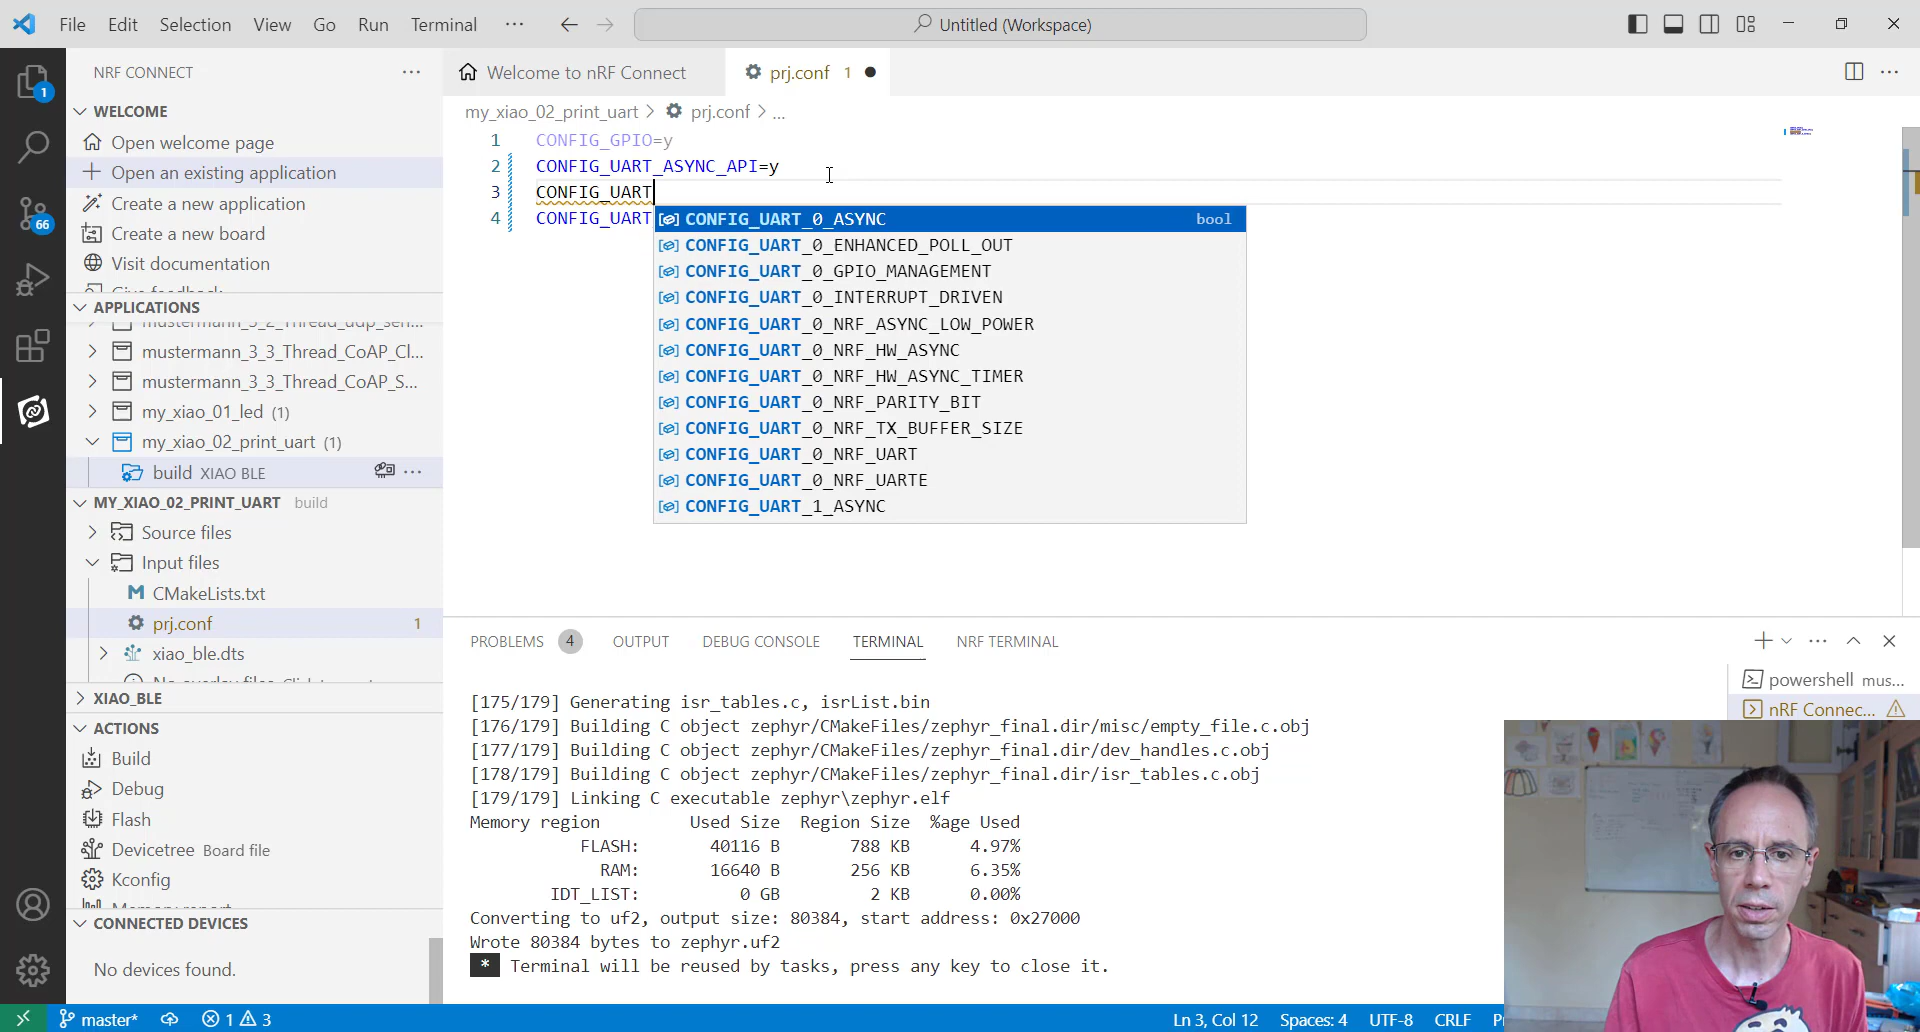 File Edit Selection View Go Run Terminal ··· Untitled (Workspace)
NRF CONNECT ···
WELCOME
Open welcome page
Open an existing application
Create a new application
Create a new board
Visit documentation
Give feedback
APPLICATIONS
mustermann_3_2_Thread_udp_sen...
mustermann_3_3_Thread_CoAP_Cl...
mustermann_3_3_Thread_CoAP_S...
my_xiao_01_led (1)
my_xiao_02_print_uart (1)
build XIAO BLE ···
MY_XIAO_02_PRINT_UART build
Source files
Input files
CMakeLists.txt
prj.conf 1
xiao_ble.dts
XIAO_BLE
ACTIONS
Build
Debug
Flash
Devicetree Board file
Kconfig
CONNECTED DEVICES
No devices found.
1
66
Welcome to nRF Connect prj.conf 1 ···
my_xiao_02_print_uart > prj.conf > ...
1 CONFIG_GPIO=y
2 CONFIG_UART_ASYNC_API=y
3 CONFIG_UART
4 CONFIG_UART
CONFIG_UART_0_ASYNC bool
CONFIG_UART_0_ENHANCED_POLL_OUT
CONFIG_UART_0_GPIO_MANAGEMENT
CONFIG_UART_0_INTERRUPT_DRIVEN
CONFIG_UART_0_NRF_ASYNC_LOW_POWER
CONFIG_UART_0_NRF_HW_ASYNC
CONFIG_UART_0_NRF_HW_ASYNC_TIMER
CONFIG_UART_0_NRF_PARITY_BIT
CONFIG_UART_0_NRF_TX_BUFFER_SIZE
CONFIG_UART_0_NRF_UART
CONFIG_UART_0_NRF_UARTE
CONFIG_UART_1_ASYNC
PROBLEMS 4 OUTPUT DEBUG CONSOLE TERMINAL NRF TERMINAL ···
powershell mus...
nRF Connec...
[175/179] Generating isr_tables.c, isrList.bin
[176/179] Building C object zephyr/CMakeFiles/zephyr_final.dir/misc/empty_file.c.obj
[177/179] Building C object zephyr/CMakeFiles/zephyr_final.dir/dev_handles.c.obj
[178/179] Building C object zephyr/CMakeFiles/zephyr_final.dir/isr_tables.c.obj
[179/179] Linking C executable zephyr\zephyr.elf
Memory region Used Size Region Size %age Used
FLASH: 40116 B 788 KB 4.97%
RAM: 16640 B 256 KB 6.35%
IDT_LIST: 0 GB 2 KB 0.00%
Converting to uf2, output size: 80384, start address: 0x27000
Wrote 80384 bytes to zephyr.uf2
* Terminal will be reused by tasks, press any key to close it.
master* 1 3 Ln 3, Col 12 Spaces: 4 UTF-8 CRLF